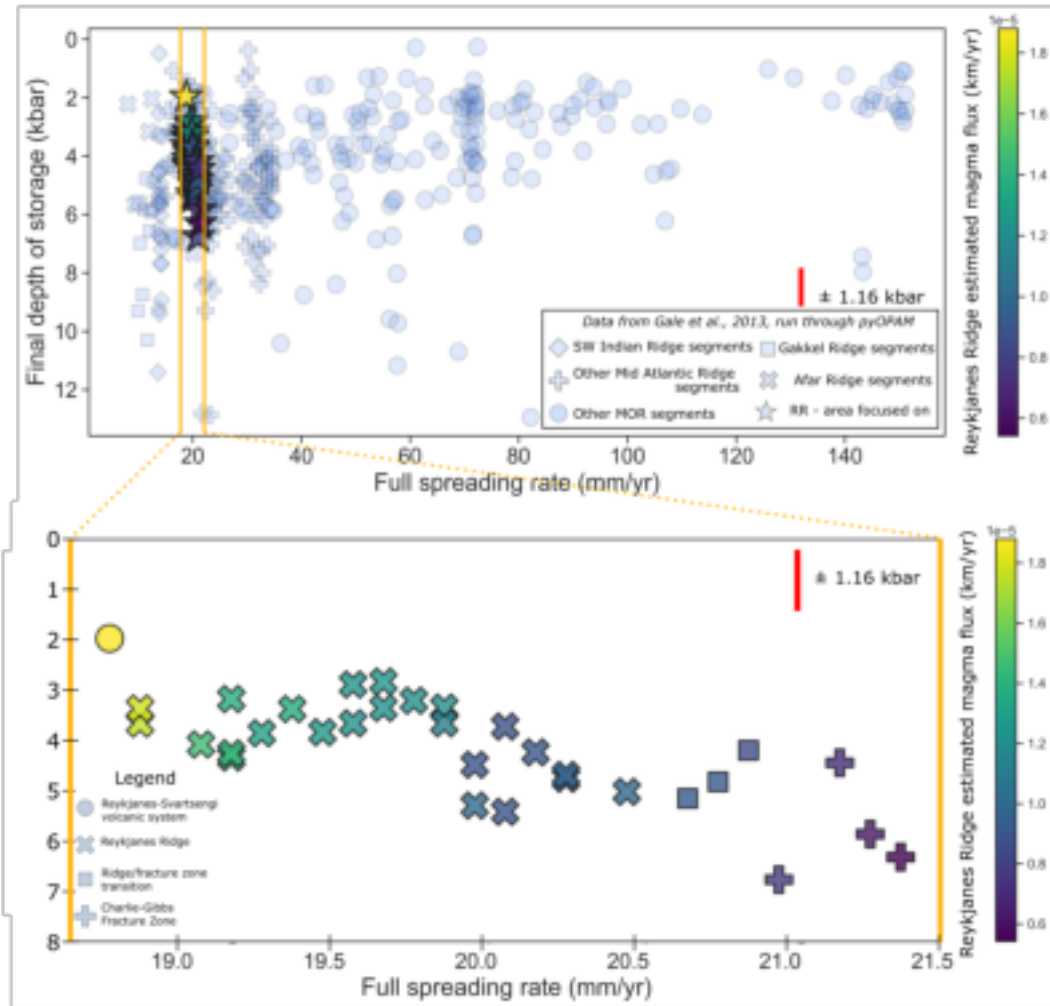 1e-5
0
2
4
6
8
10
12
Final depth of storage (kbar)
± 1.16 kbar
Data from Gale et al., 2013, run through pyOPAM
SW Indian Ridge segments
Gakkel Ridge segments
Other Mid Atlantic Ridge
segments
Afar Ridge segments
Other MOR segments
RR - area focused on
20
40
60
80
100
120
140
Full spreading rate (mm/yr)
1.8
1.6
1.4
1.2
1.0
0.8
0.6
Reykjanes Ridge estimated magma flux (km/yr)
0
1
2
3
4
5
6
7
8
± 1.16 kbar
Legend
Reykjanes-Svartsengi
volcanic system
Reykjanes Ridge
Ridge/fracture zone
transition
Charlie-Gibbs
Fracture Zone
19.0
19.5
20.0
20.5
21.0
21.5
Full spreading rate (mm/yr)
1e-5
1.8
1.6
1.4
1.2
1.0
0.8
0.6
Reykjanes Ridge estimated magma flux (km/yr)